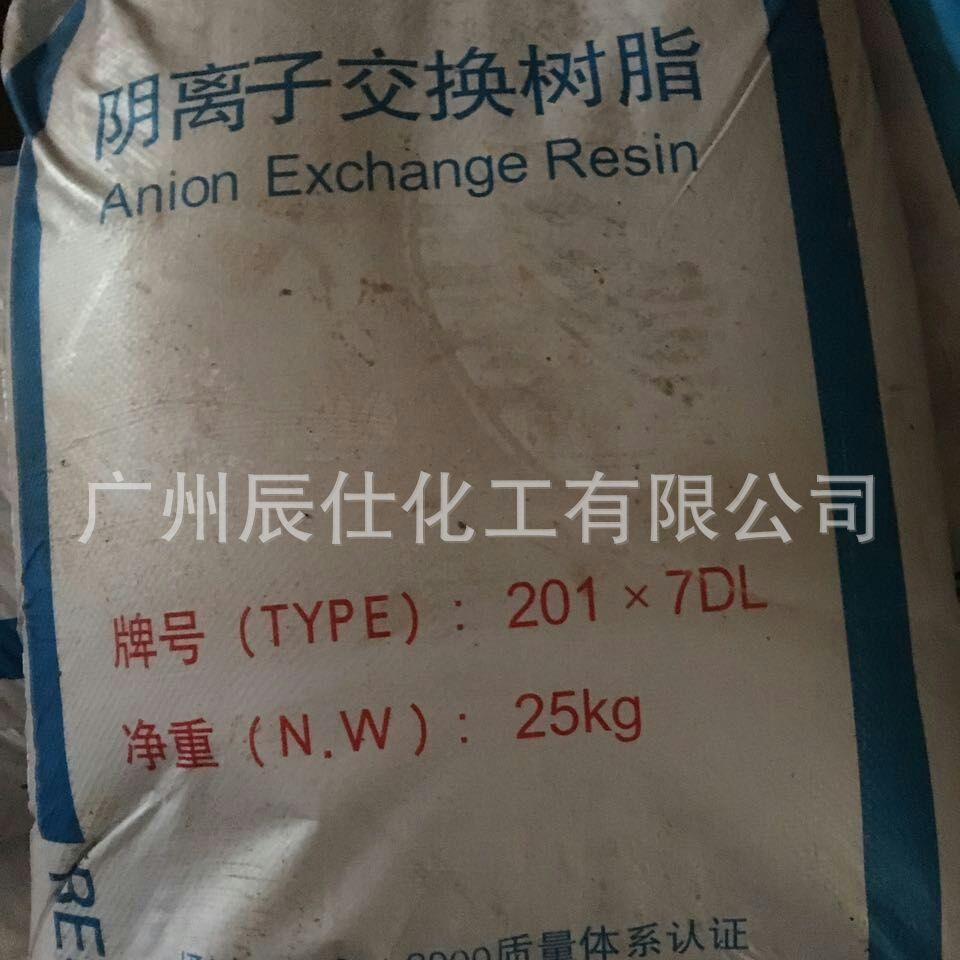 阴离子交换树脂
Anion Exchange Resin
广州辰仕化工有限公司
牌号（TYPE）：201×7DL
净重（N.W）：25kg
质量体系认证